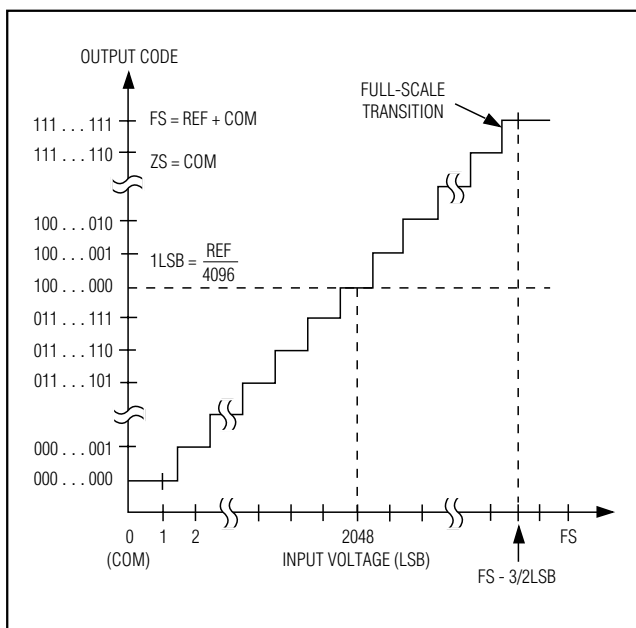 OUTPUT CODE
FULL-SCALE
TRANSITION
111 . . . 111
FS = REF + COM
111 . . . 110
ZS = COM
100 . . . 010
100 . . . 001
1LSB = REF
4096
100 . . . 000
011 . . . 111
011 . . . 110
011 . . . 101
000 . . . 001
000 . . . 000
0 1 2 2048 FS
(COM) INPUT VOLTAGE (LSB)
FS - 3/2LSB